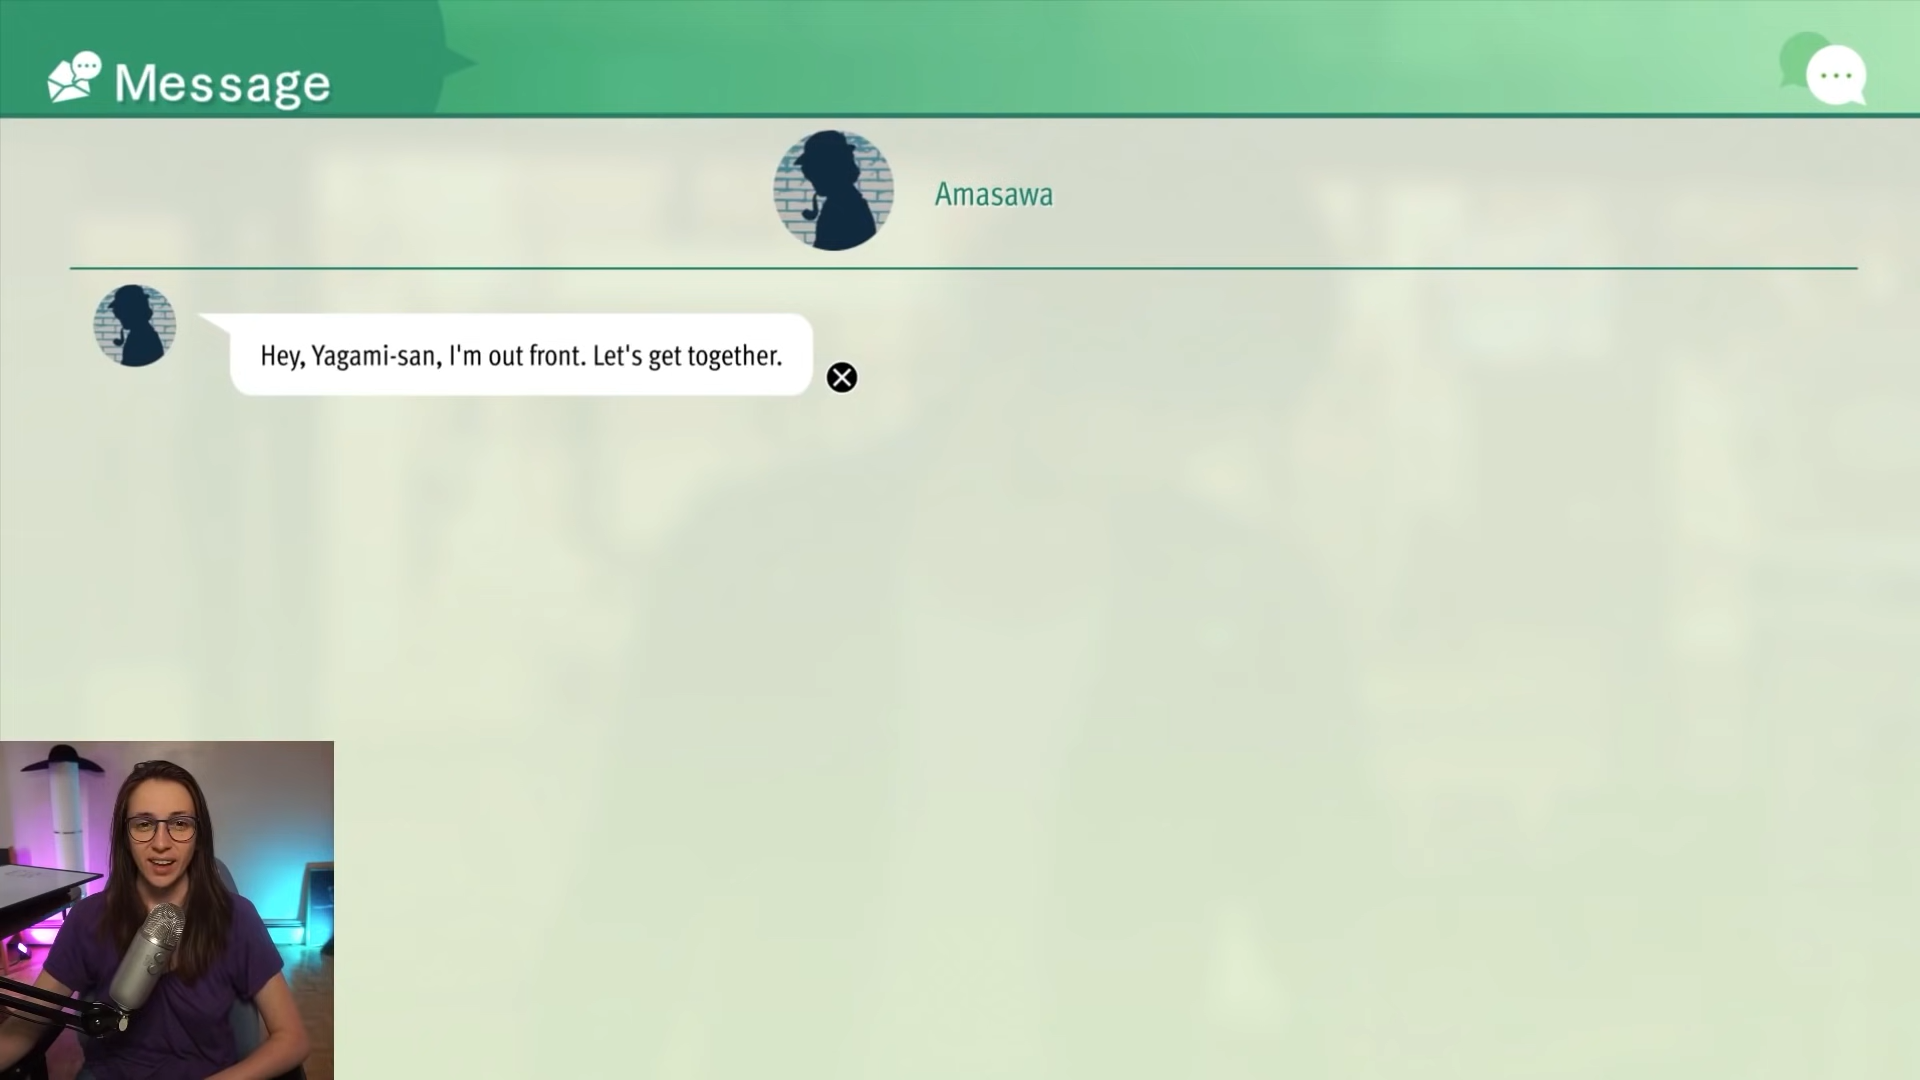 Message
Amasawa
Hey, Yagami-san, I'm out front. Let's get together.